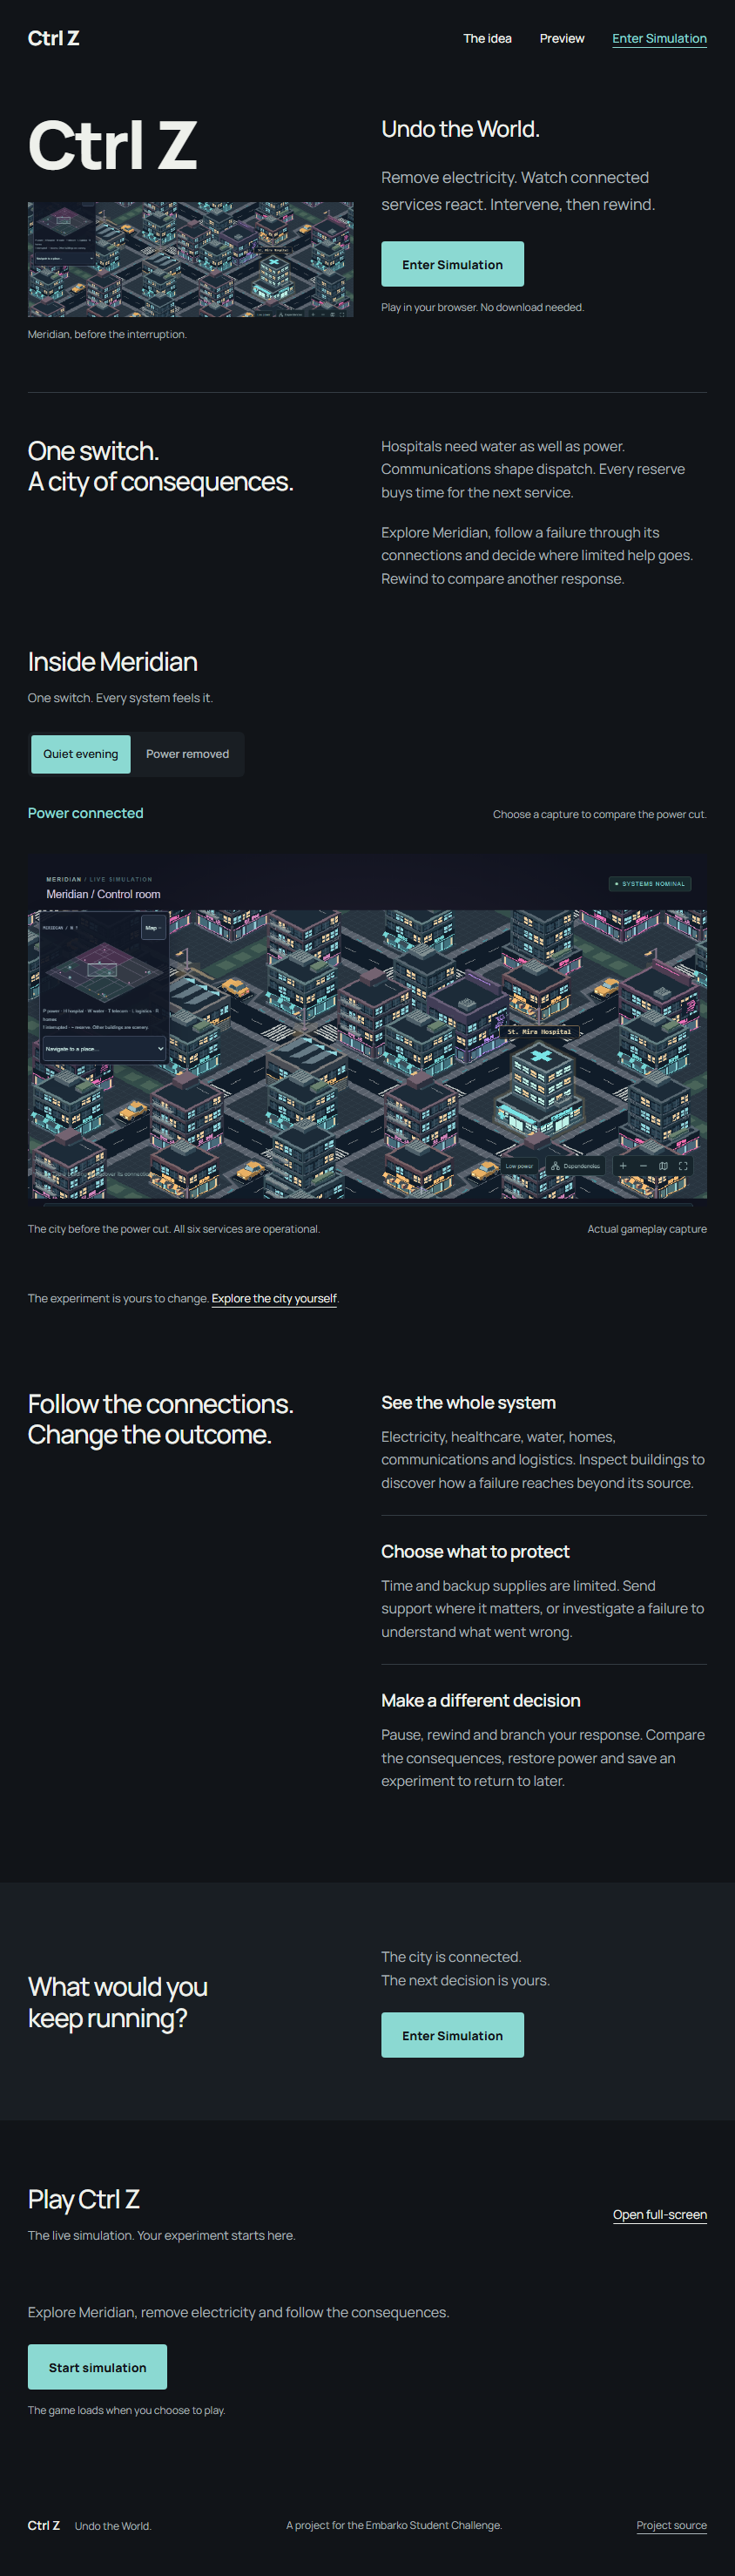 Ctrl Z
The idea
Preview
Enter Simulation
Ctrl Z
St. Mira Hospital
Meridian, before the interruption.
Undo the World.
Remove electricity. Watch connected
services react. Intervene, then rewind.
Enter Simulation
Play in your browser. No download needed.
One switch.
A city of consequences.
Hospitals need water as well as power.
Communications shape dispatch. Every reserve
buys time for the next service.
Explore Meridian, follow a failure through its
connections and decide where limited help goes.
Rewind to compare another response.
Inside Meridian
One switch. Every system feels it.
Quiet evening
Power removed
Power connected
Choose a capture to compare the power cut.
MERIDIAN / LIVE SIMULATION
Meridian / Control room
SYSTEMS NOMINAL
Map
Navigate to a place...
St. Mira Hospital
Low power
Dependencies
The city before the power cut. All six services are operational.
Actual gameplay capture
The experiment is yours to change. Explore the city yourself.
Follow the connections.
Change the outcome.
See the whole system
Electricity, healthcare, water, homes,
communications and logistics. Inspect buildings to
discover how a failure reaches beyond its source.
Choose what to protect
Time and backup supplies are limited. Send
support where it matters, or investigate a failure to
understand what went wrong.
Make a different decision
Pause, rewind and branch your response. Compare
the consequences, restore power and save an
experiment to return to later.
What would you
keep running?
The city is connected.
The next decision is yours.
Enter Simulation
Play Ctrl Z
The live simulation. Your experiment starts here.
Open full-screen
Explore Meridian, remove electricity and follow the consequences.
Start simulation
The game loads when you choose to play.
Ctrl Z
Undo the World.
A project for the Embarko Student Challenge.
Project source